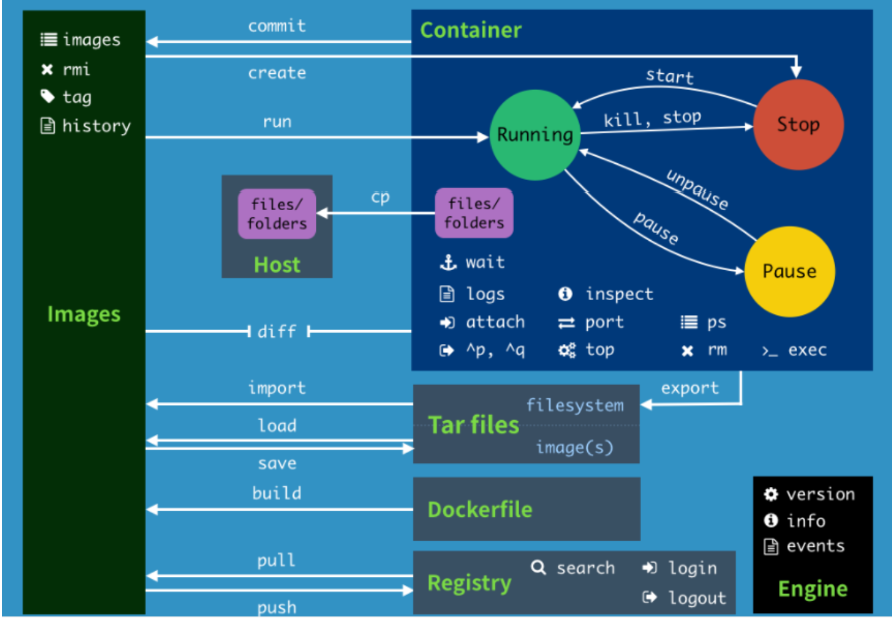 images
rmi
tag
history
Images
commit
create
run
Container
start
Running
kill, stop
Stop
unpause
pause
Pause
files/
folders
Host
cp
files/
folders
wait
logs
inspect
attach
port
ps
^p, ^q
top
rm
>_ exec
diff
import
load
save
export
Tar files
filesystem
image(s)
build
Dockerfile
pull
push
Registry
search
login
logout
version
info
events
Engine